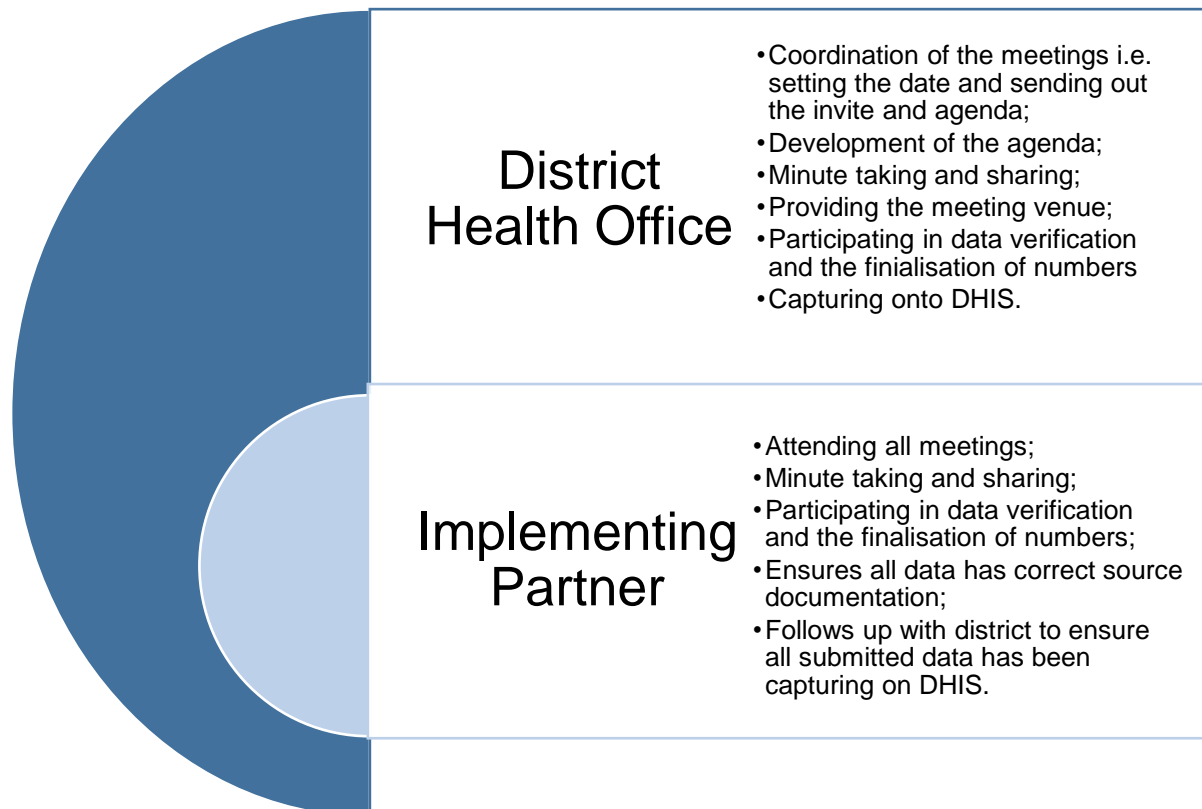 District
Health Office
•Coordination of the meetings i.e.
setting the date and sending out
the invite and agenda;
•Development of the agenda;
•Minute taking and sharing;
•Providing the meeting venue;
•Participating in data verification
and the finialisation of numbers
•Capturing onto DHIS.
Implementing
Partner
•Attending all meetings;
•Minute taking and sharing;
•Participating in data verification
and the finalisation of numbers;
•Ensures all data has correct source
documentation;
•Follows up with district to ensure
all submitted data has been
capturing on DHIS.